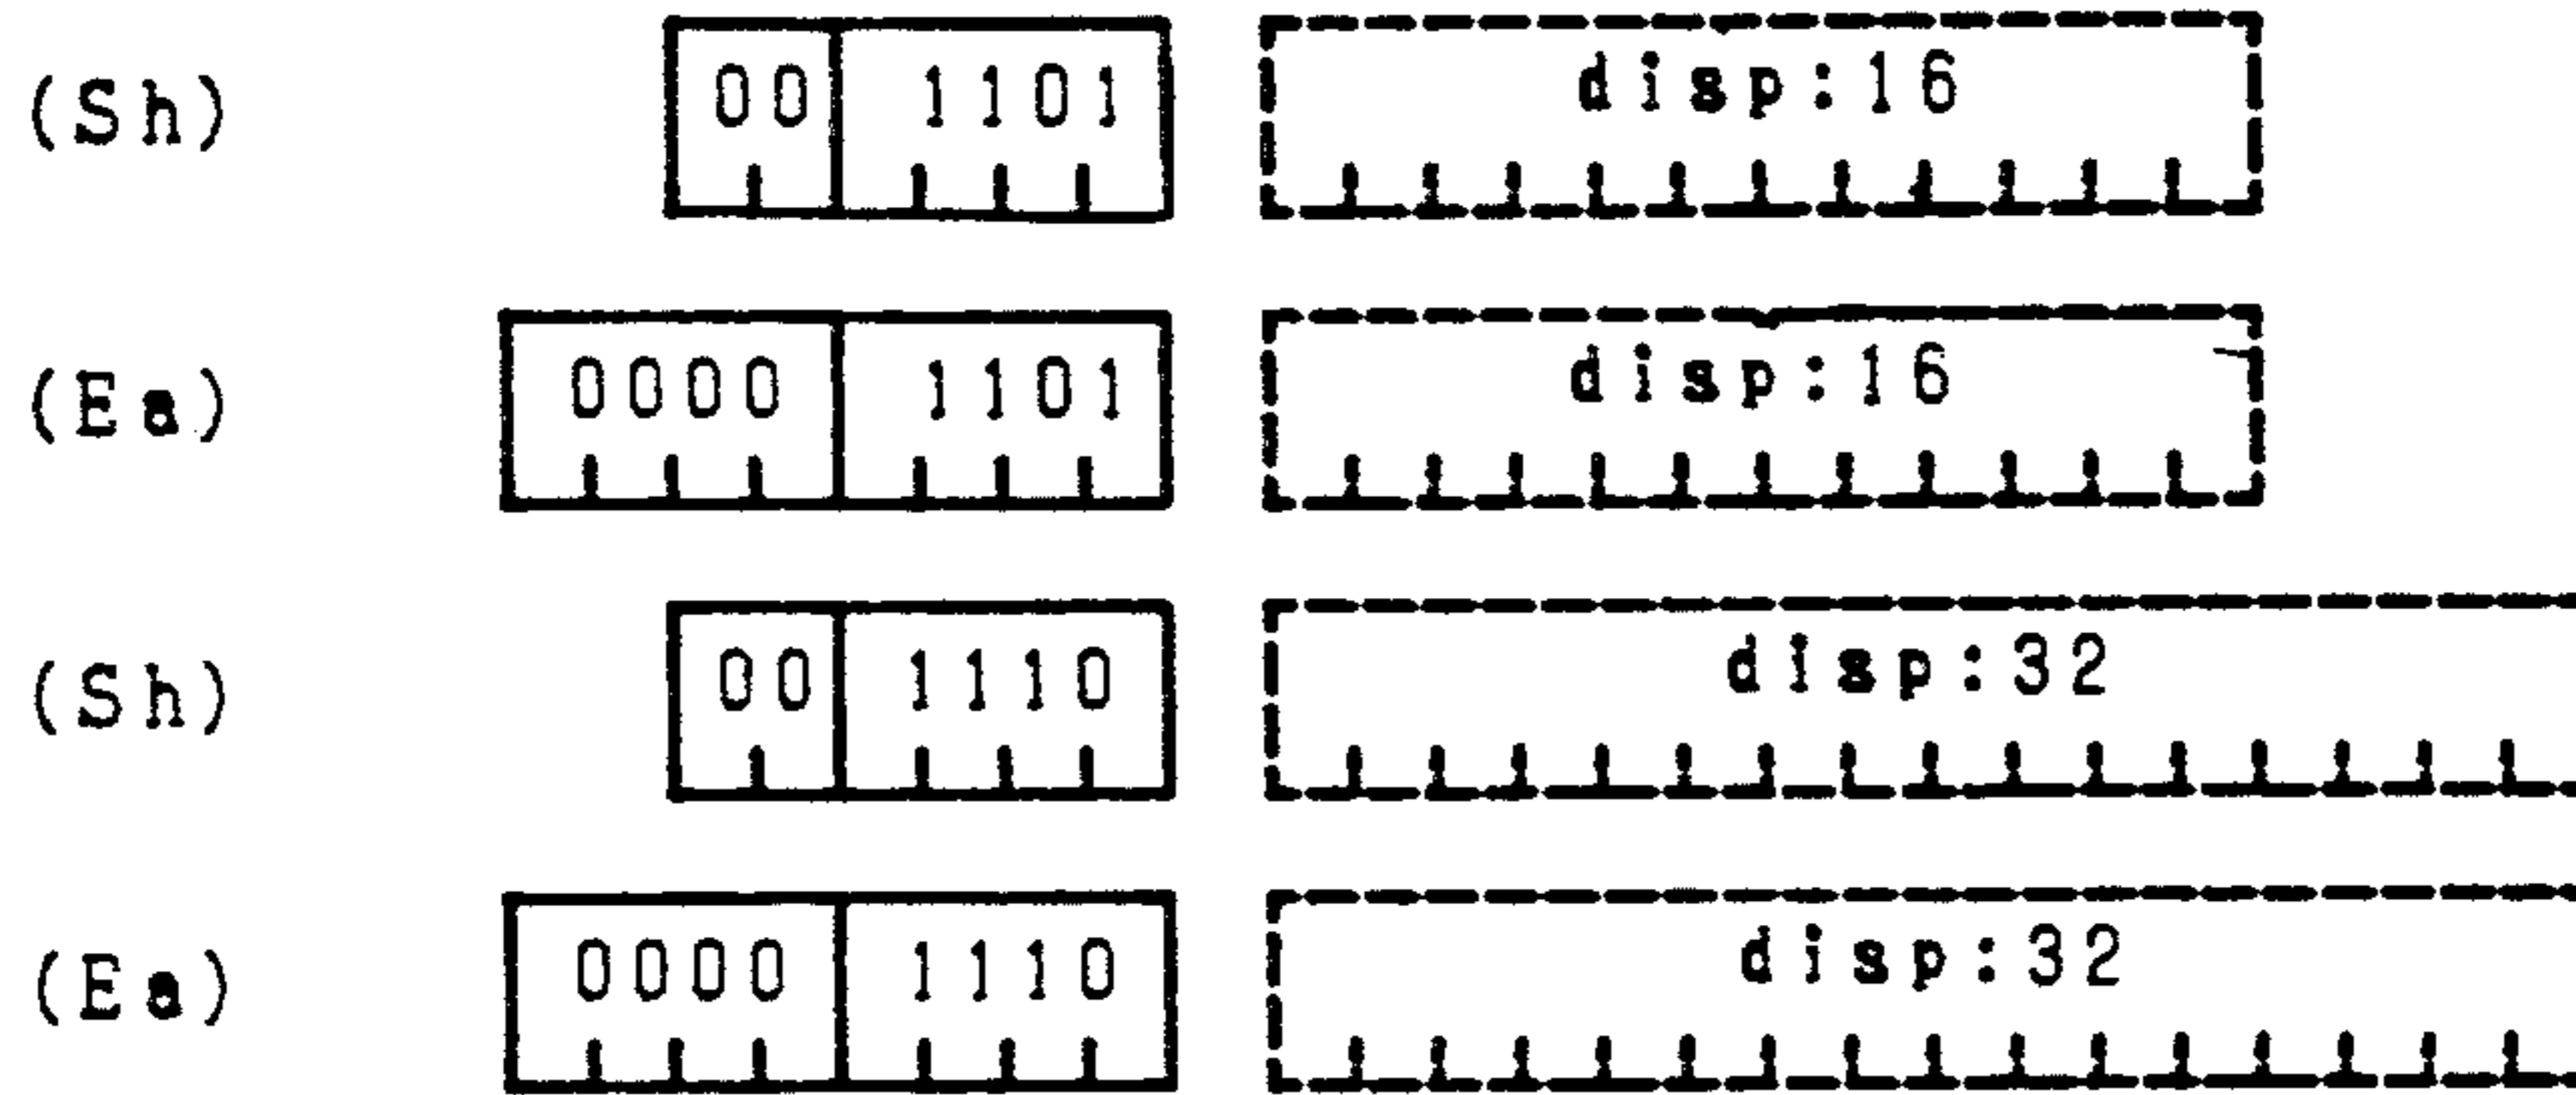 (Sh) 00 1101 disp:16
(Ea) 0000 1101 disp:16
(Sh) 00 1110 disp:32
(Ea) 0000 1110 disp:32